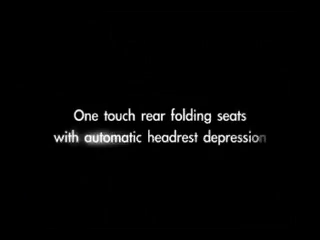 One touch rear folding seats
with automatic headrest depression